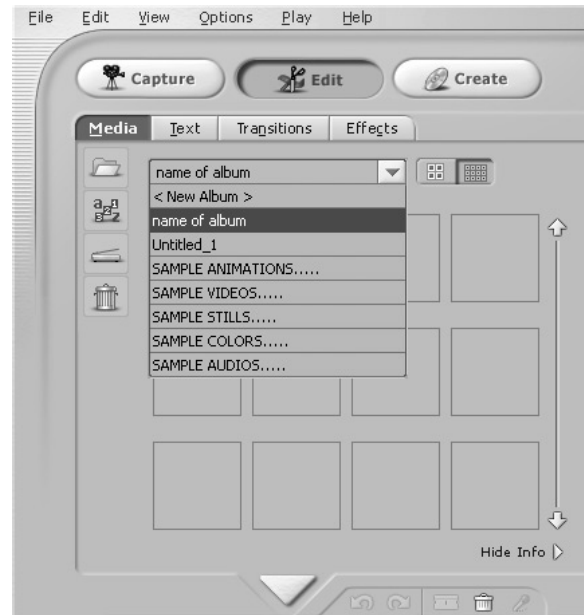 File Edit View Options Play Help
Capture Edit Create
Media Text Transitions Effects
name of album
< New Album >
name of album
Untitled_1
SAMPLE ANIMATIONS.....
SAMPLE VIDEOS.....
SAMPLE STILLS.....
SAMPLE COLORS.....
SAMPLE AUDIOS.....
Hide Info